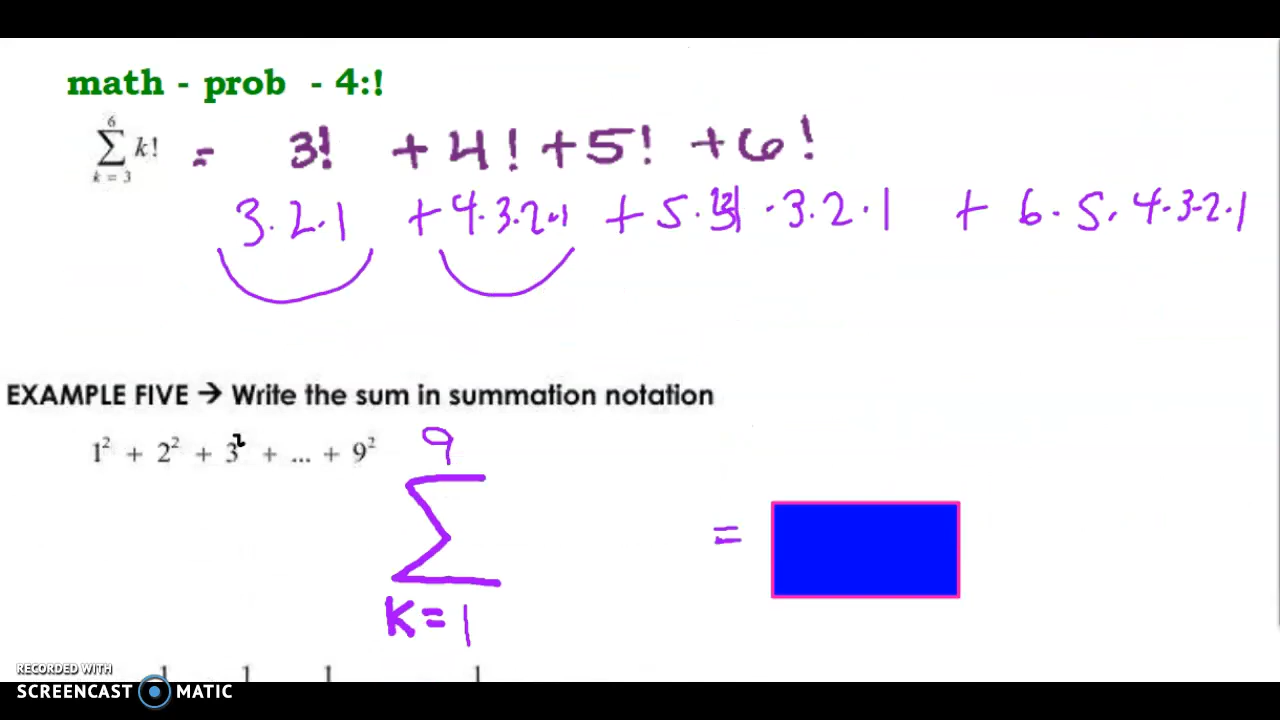 math - prob - 4:!
6
∑ k! = 3! + 4! + 5! + 6!
k = 3
3·2·1 + 4·3·2·1 + 5· ·3·2·1 + 6·5·4·3·2·1
EXAMPLE FIVE → Write the sum in summation notation
1² + 2² + 3² + ... + 9²
9
∑ =
k=1
RECORDED WITH
SCREENCAST MATIC